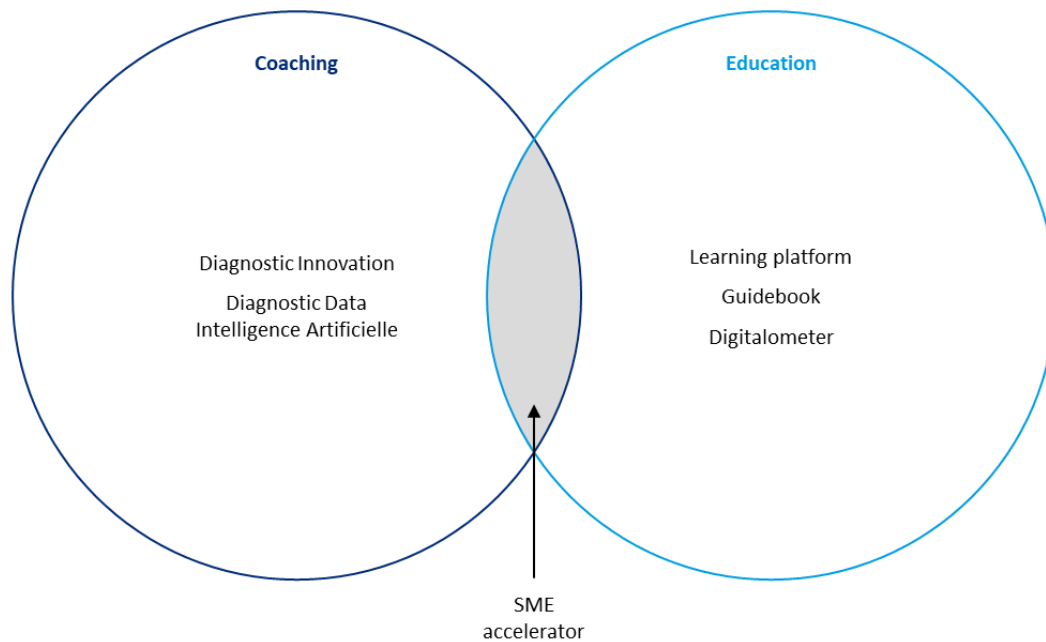 Coaching
Diagnostic Innovation
Diagnostic Data
Intelligence Artificielle
Education
Learning platform
Guidebook
Digitalometer
SME
accelerator